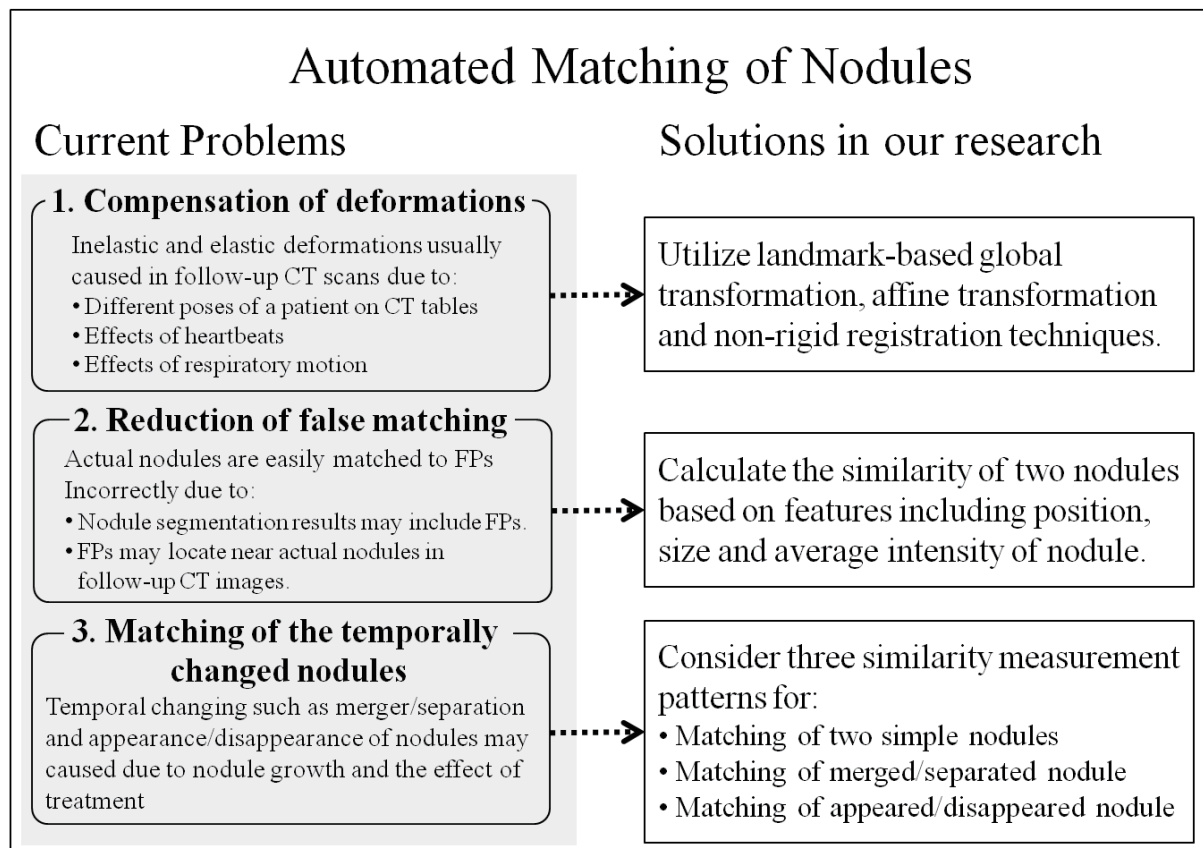 Automated Matching of Nodules
Current Problems
Solutions in our research
1. Compensation of deformations
Inelastic and elastic deformations usually
caused in follow-up CT scans due to:
• Different poses of a patient on CT tables
• Effects of heartbeats
• Effects of respiratory motion
Utilize landmark-based global
transformation, affine transformation
and non-rigid registration techniques.
2. Reduction of false matching
Actual nodules are easily matched to FPs
Incorrectly due to:
• Nodule segmentation results may include FPs.
• FPs may locate near actual nodules in
follow-up CT images.
Calculate the similarity of two nodules
based on features including position,
size and average intensity of nodule.
3. Matching of the temporally
changed nodules
Temporal changing such as merger/separation
and appearance/disappearance of nodules may
caused due to nodule growth and the effect of
treatment
Consider three similarity measurement
patterns for:
• Matching of two simple nodules
• Matching of merged/separated nodule
• Matching of appeared/disappeared nodule